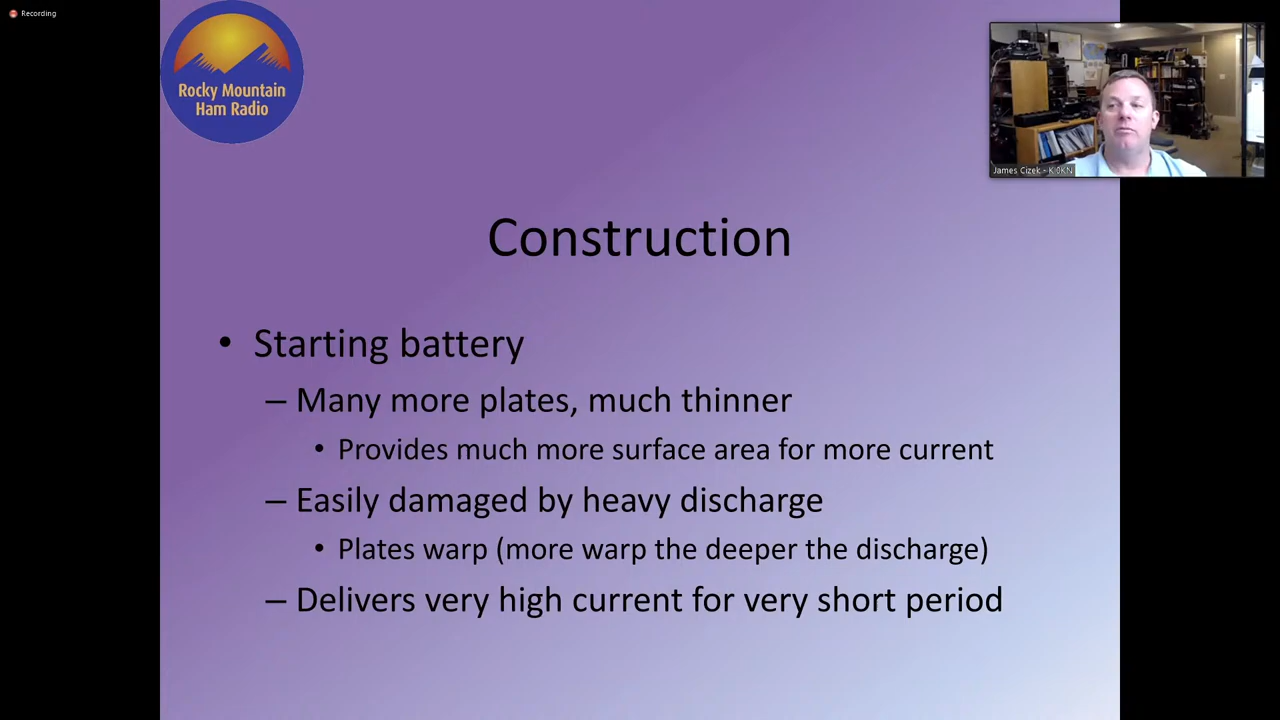 Recording
Rocky Mountain
Ham Radio
James Cizek - KI0KN
Construction
• Starting battery
– Many more plates, much thinner
• Provides much more surface area for more current
– Easily damaged by heavy discharge
• Plates warp (more warp the deeper the discharge)
– Delivers very high current for very short period